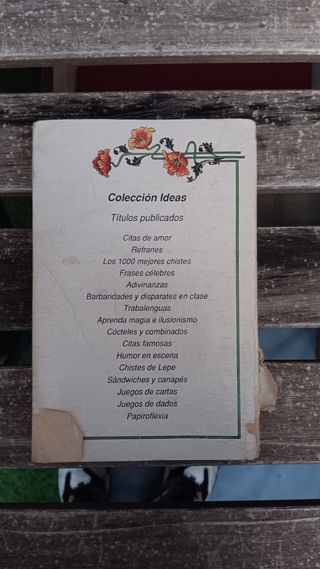 Colección Ideas
Títulos publicados
Citas de amor
Refranes
Los 1000 mejores chistes
Frases célebres
Adivinanzas
Barbaridades y disparates en clase
Trabalenguas
Aprenda magia e ilusionismo
Cócteles y combinados
Citas famosas
Humor en escena
Chistes de Lepe
Sándwiches y canapés
Juegos de cartas
Juegos de dados
Papiroflexia